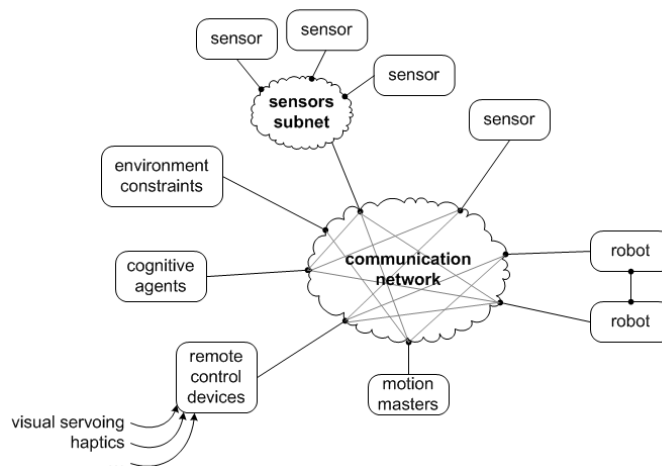 sensor
sensor
sensor
sensors
subnet
sensor
environment
constraints
communication
network
robot
cognitive
agents
robot
remote
control
devices
motion
masters
visual servoing
haptics